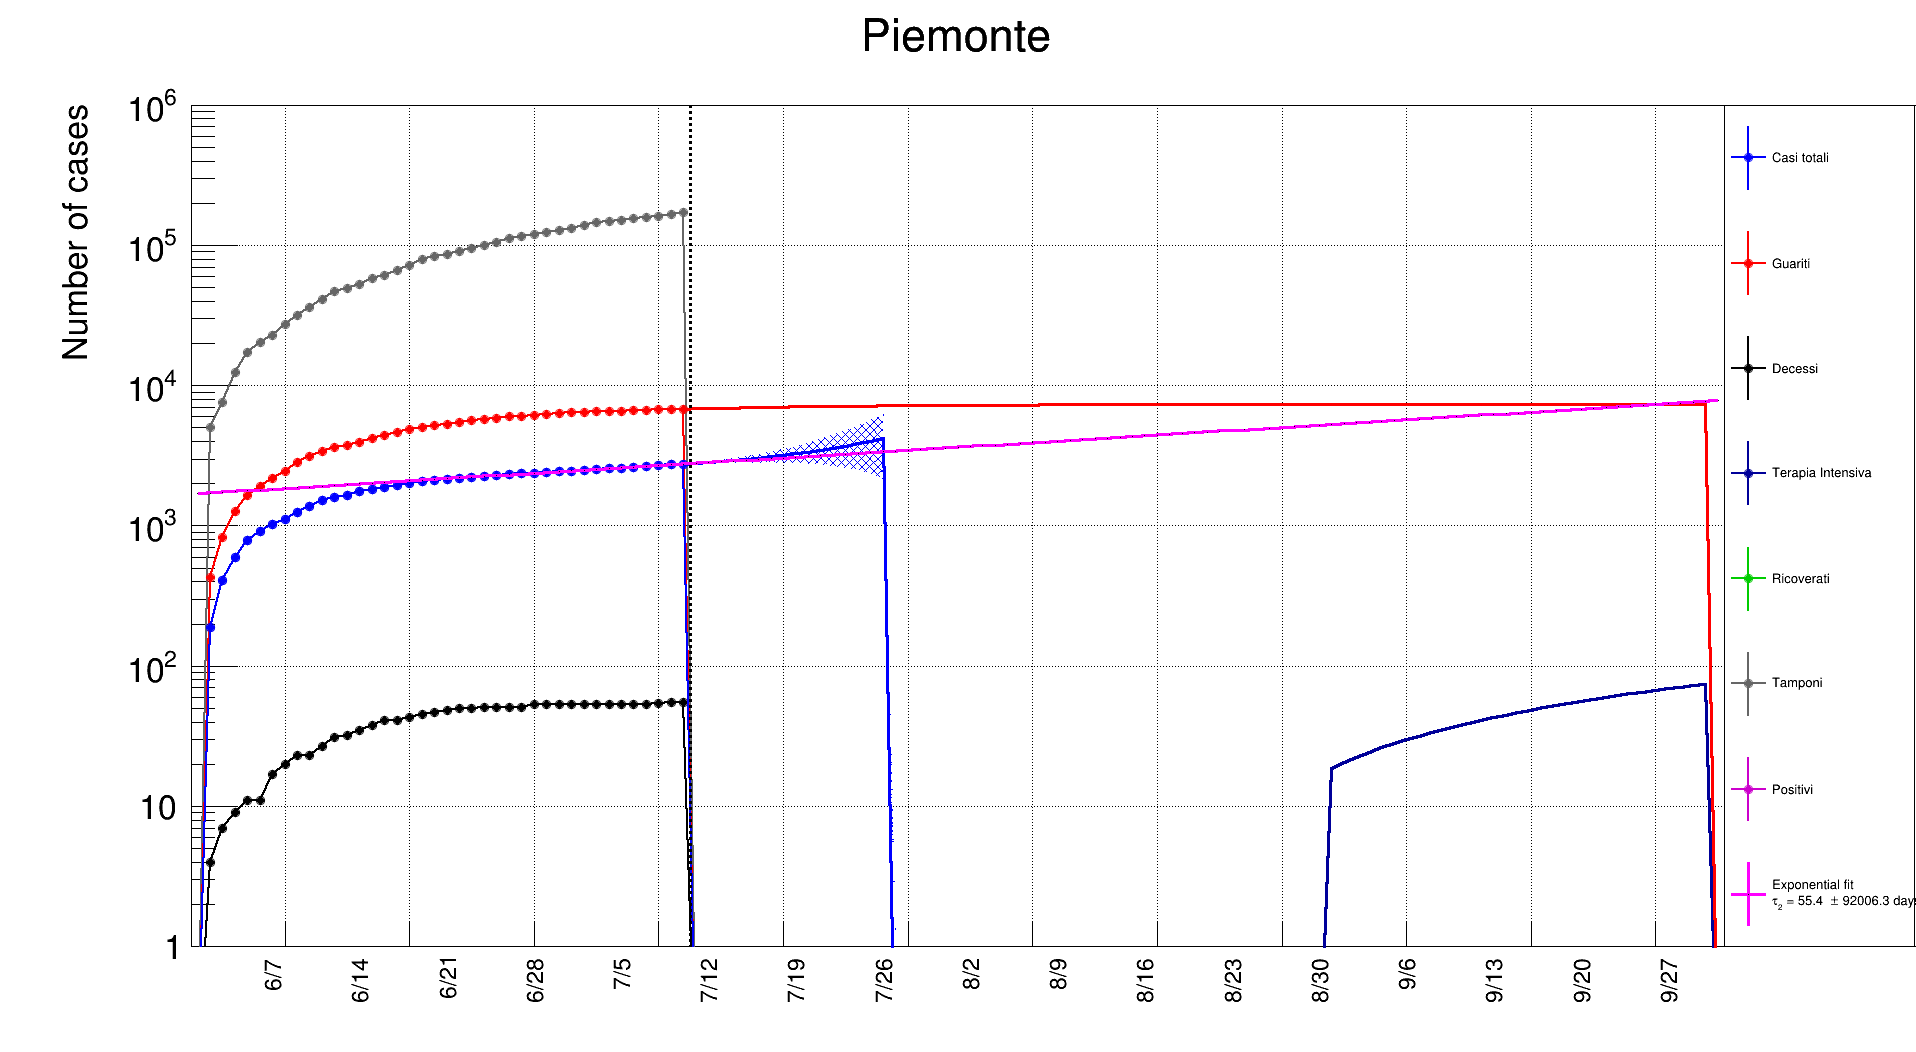 Piemonte
Number of cases
10^6
10^5
10^4
10^3
10^2
10
1
6/7
6/14
6/21
6/28
7/5
7/12
7/19
7/26
8/2
8/9
8/16
8/23
8/30
9/6
9/13
9/20
9/27
Casi totali
Guariti
Decessi
Terapia Intensiva
Ricoverati
Tamponi
Positivi
Exponential fit
τ2 = 55.4 ± 92006.3 day